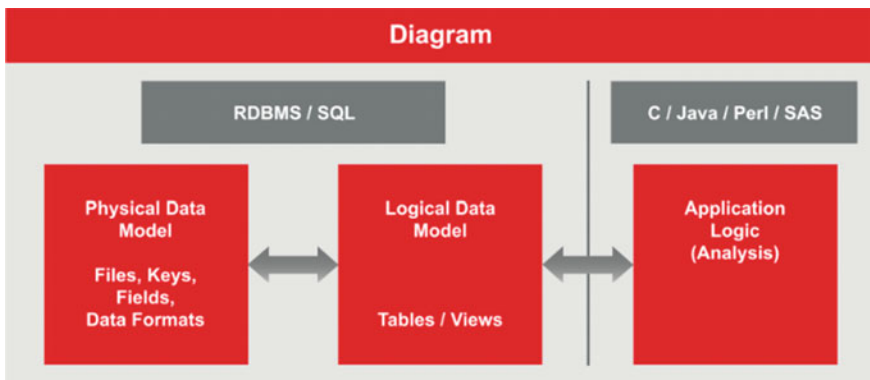 Diagram
RDBMS / SQL
C / Java / Perl / SAS
Physical Data
Model
Files, Keys,
Fields,
Data Formats
Logical Data
Model
Tables / Views
Application
Logic
(Analysis)